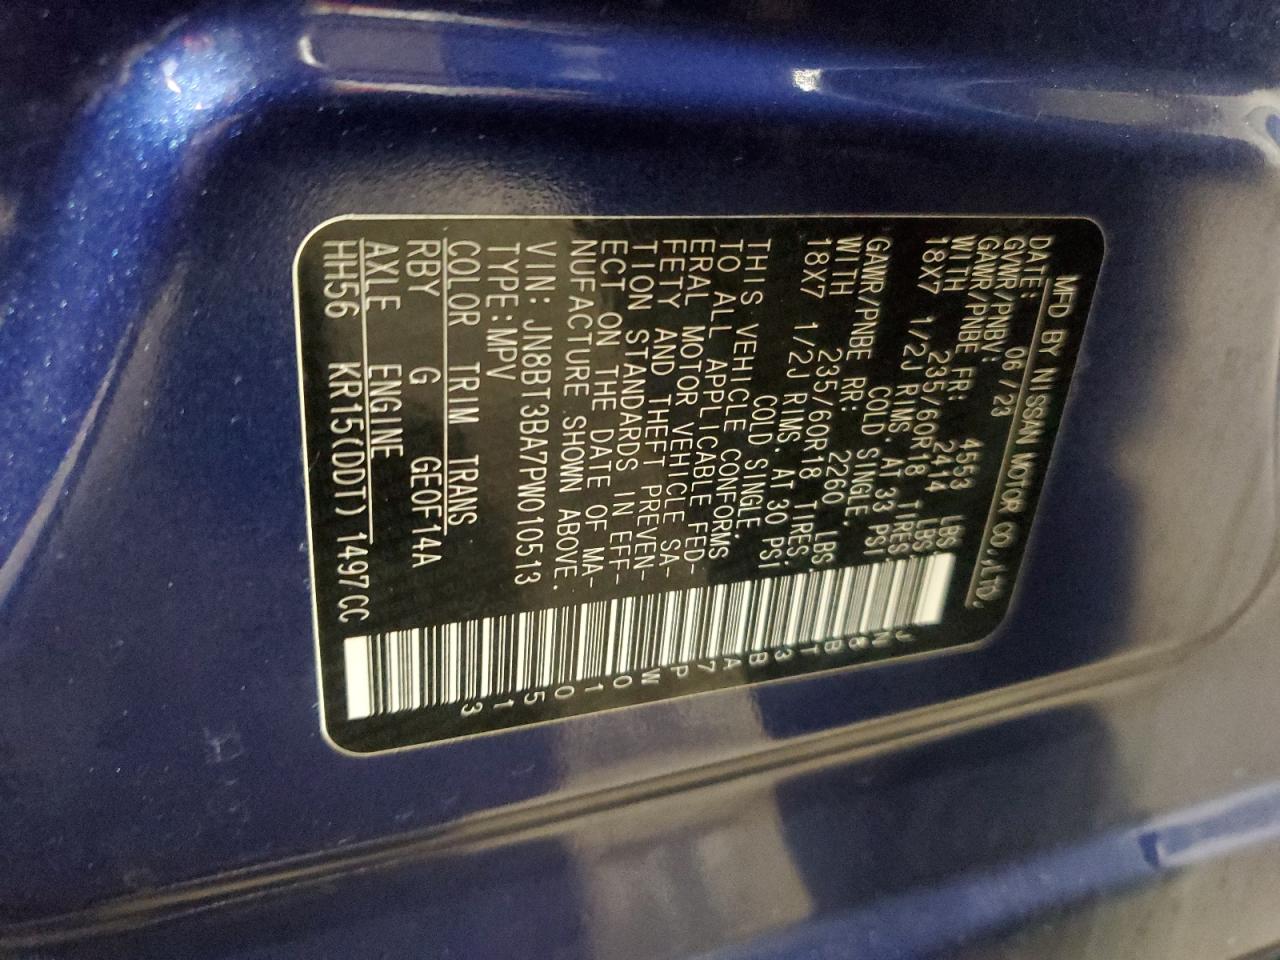 MFD BY NISSAN MOTOR CO.,LTD.
DATE: 06/23
GVWR/PNBV: 4553 LBS
GAWR/PNBE FR: 2414 LBS
WITH 235/60R18 TIRES,
18X7 1/2J RIMS, AT 33 PSI
COLD SINGLE,
GAWR/PNBE RR: 2260 LBS
WITH 235/60R18 TIRES,
18X7 1/2J RIMS, AT 30 PSI
COLD SINGLE.
THIS VEHICLE CONFORMS
TO ALL APPLICABLE FED-
ERAL MOTOR VEHICLE SA-
FETY AND THEFT PREVEN-
TION STANDARDS IN EFF-
ECT ON THE DATE OF MA-
NUFACTURE SHOWN ABOVE.
VIN: JN8BT3BA7PW010513
TYPE:MPV
COLOR TRIM TRANS.
RBY G GE0F14A
AXLE ENGINE
HH56 KR15(DDT) 1497CC
JN8BT3BA7PW010513